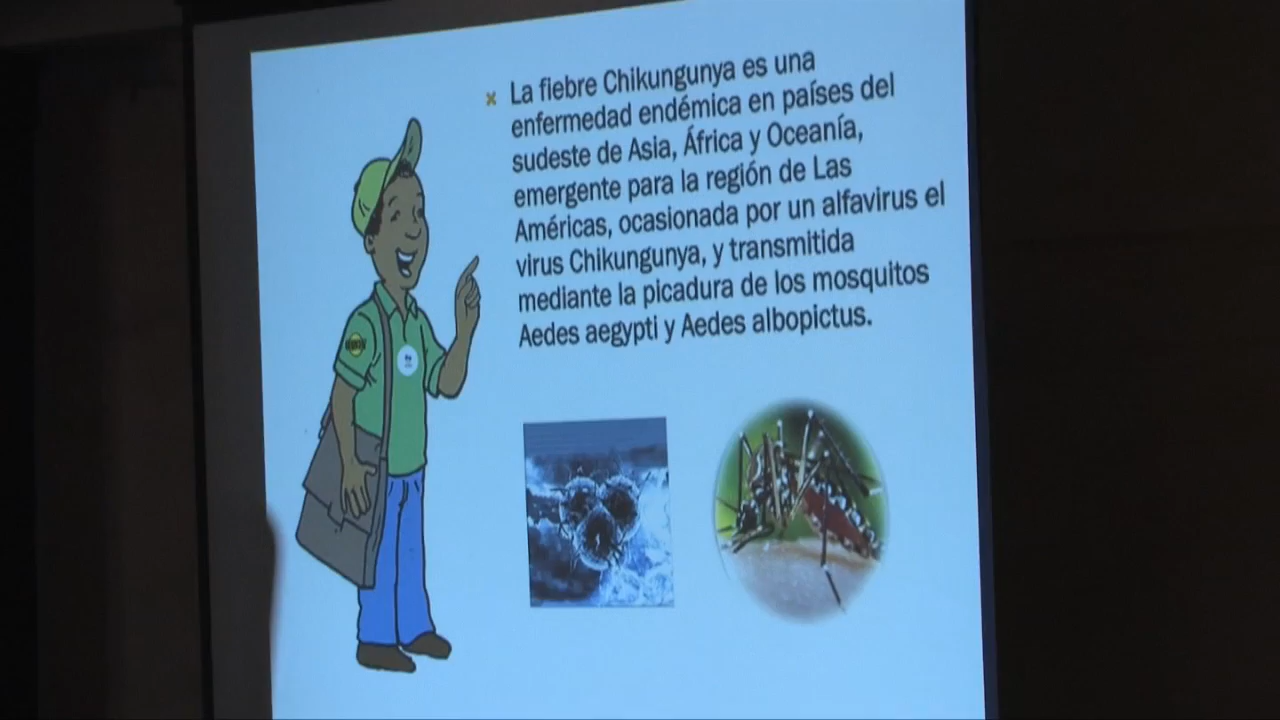 × La fiebre Chikungunya es una
enfermedad endémica en países del
sudeste de Asia, África y Oceanía,
emergente para la región de Las
Américas, ocasionada por un alfavirus el
virus Chikungunya, y transmitida
mediante la picadura de los mosquitos
Aedes aegypti y Aedes albopictus.